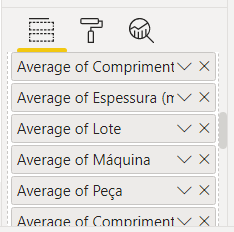 Average of Compriment
Average of Espessura (m
Average of Lote
Average of Máquina
Average of Peça
Average of Compriment